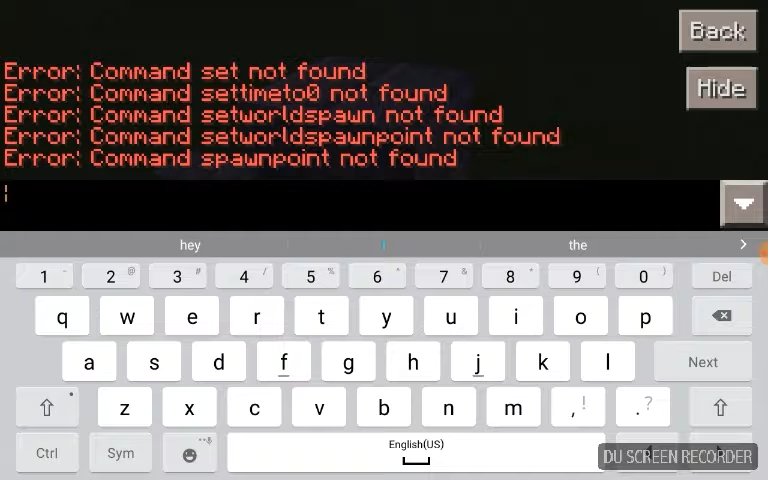 Back
Error: Command set not found
Error: Command settimeto0 not found
Hide
Error: Command setworldspawn not found
Error: Command setworldspawnpoint not found
Error: Command spawnpoint not found
hey i the
1 - 2 @ 3 # 4 / 5 % 6 ^ 7 & 8 * 9 ( 0 ) Del
q w e r t y u i o p
a s d f g h j k l Next
z x c v b n m , ! . ?
English(US)
Ctrl Sym
DU SCREEN RECORDER